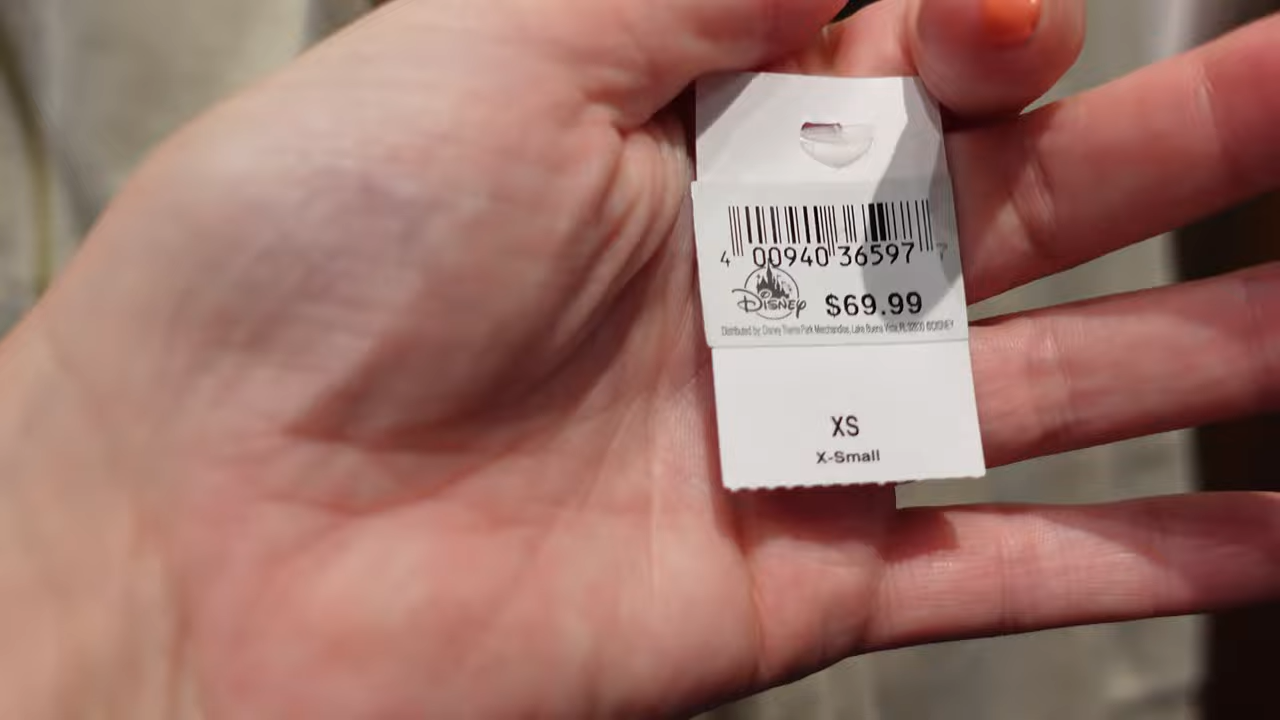 4 00940 36597 7
Disney
$69.99
Distributed by: Disney Theme Park Merchandise, Lake Buena Vista, FL 32830 ©DISNEY
XS
X-Small